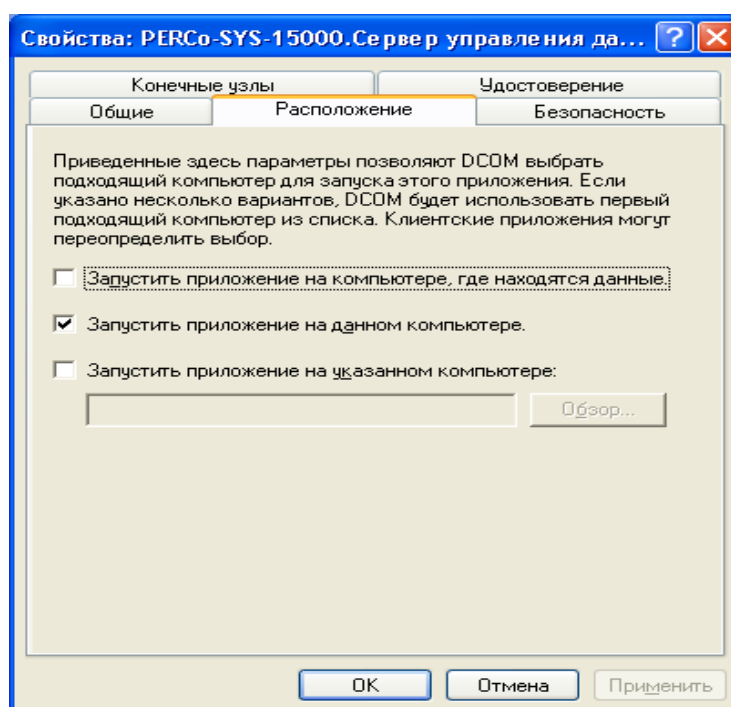 Свойства: PERCo-SYS-15000.Сервер управления да...
Конечные узлы
Удостоверение
Общие
Расположение
Безопасность
Приведенные здесь параметры позволяют DCOM выбрать
подходящий компьютер для запуска этого приложения. Если
указано несколько вариантов, DCOM будет использовать первый
подходящий компьютер из списка. Клиентские приложения могут
переопределить выбор.
Запустить приложение на компьютере, где находятся данные.
Запустить приложение на данном компьютере.
Запустить приложение на указанном компьютере:
Обзор...
OK
Отмена
Применить